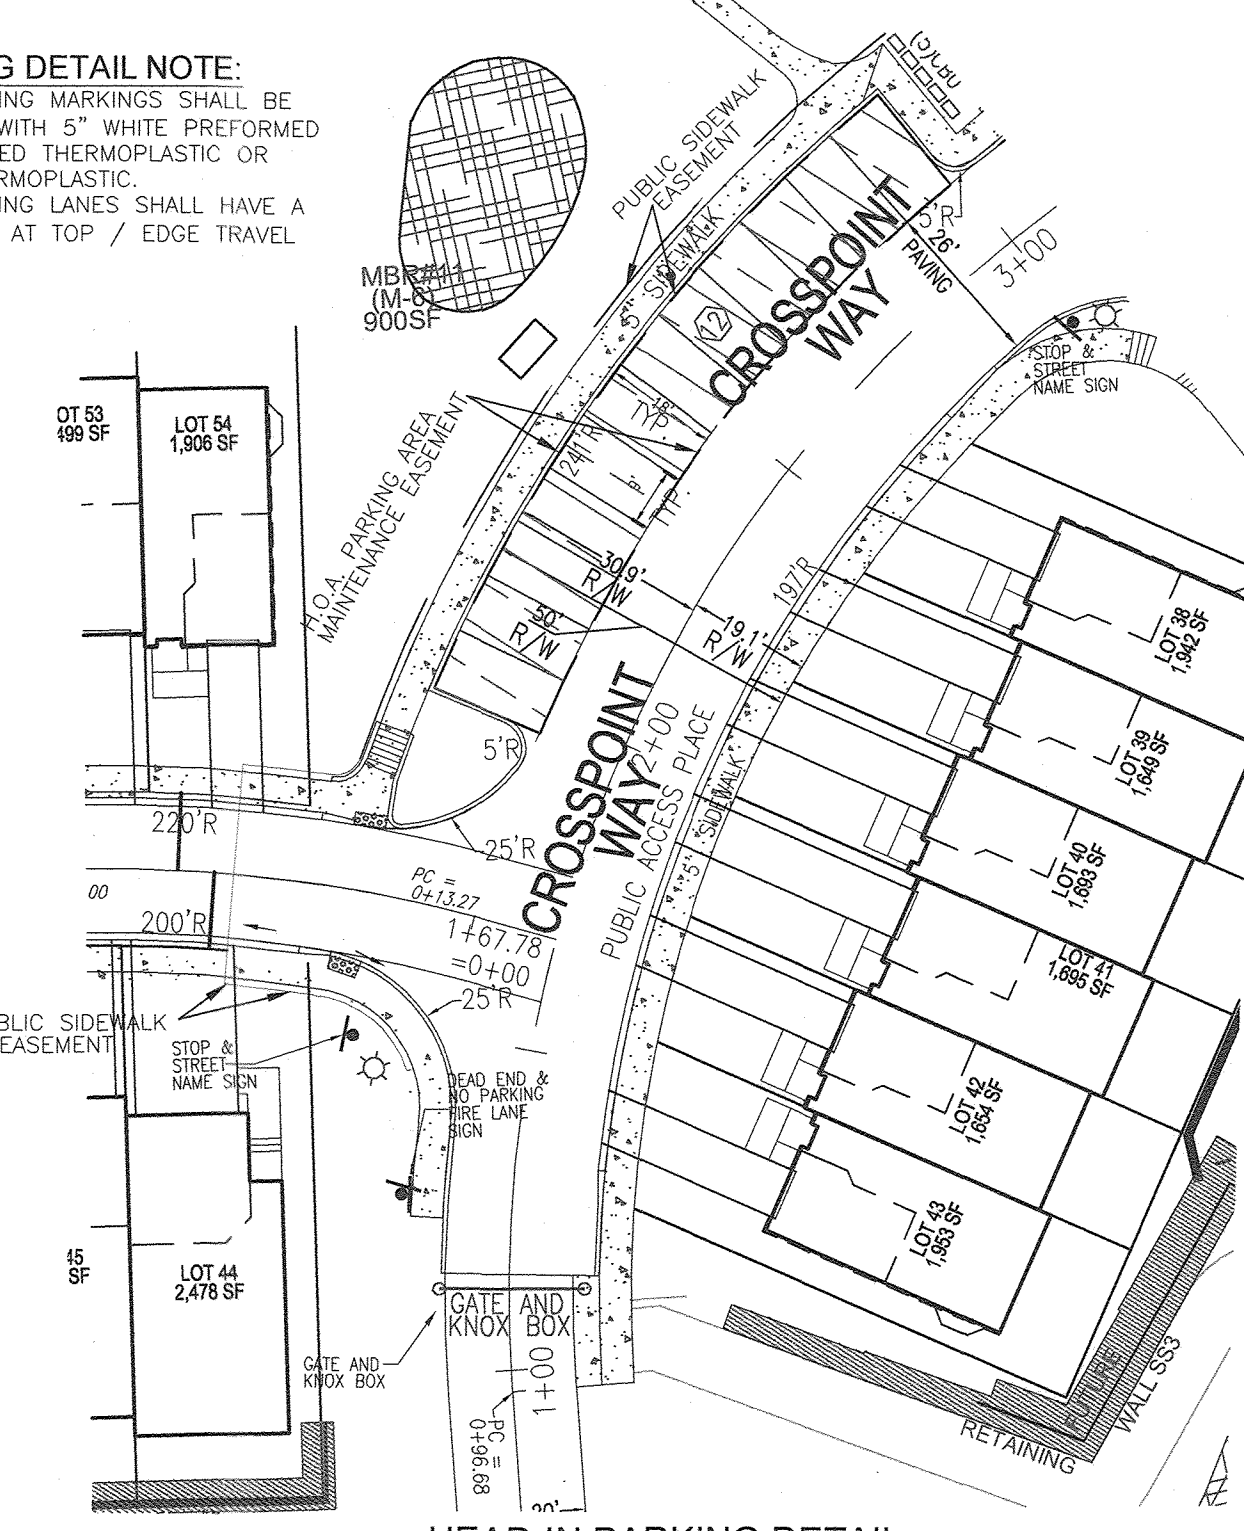 G DETAIL NOTE:
ING MARKINGS SHALL BE
WITH 5" WHITE PREFORMED
ED THERMOPLASTIC OR
RMOPLASTIC.
ING LANES SHALL HAVE A
AT TOP / EDGE TRAVEL
MBR#11
(M-6)
900SF
PUBLIC SIDEWALK
EASEMENT
5' SIDEWALK
12
CROSSPOINT
WAY
5'R
26'
PAVING
3+00
STOP &
STREET
NAME SIGN
OT 53
499 SF
LOT 54
1,906 SF
H.O.A. PARKING AREA
MAINTENANCE EASEMENT
241'R
18'
TYP.
9'
TYP.
30.9'
R/W
50'
R/W
19.1'
R/W
197'R
LOT 38
1,942 SF
LOT 39
1,649 SF
LOT 40
1,693 SF
LOT 41
1,695 SF
LOT 42
1,654 SF
LOT 43
1,953 SF
5'R
CROSSPOINT
WAY
2+00
PUBLIC ACCESS PLACE
5' SIDEWALK
220'R
25'R
PC =
0+13.27
00
200'R
1+67.78
=0+00
25'R
BLIC SIDEWALK
EASEMENT
STOP &
STREET
NAME SIGN
DEAD END &
NO PARKING
FIRE LANE
SIGN
45
SF
LOT 44
2,478 SF
GATE AND
KNOX BOX
GATE AND
KNOX BOX
1+00
PC =
0+96.68
20'
FUTURE
RETAINING
WALL SS3
HEAD IN PARKING DETAIL